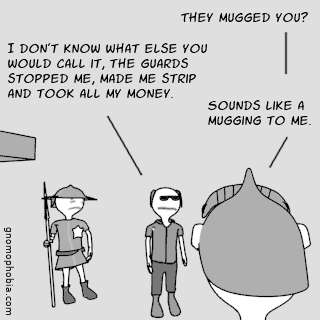 THEY MUGGED YOU?
I DON'T KNOW WHAT ELSE YOU
WOULD CALL IT, THE GUARDS
STOPPED ME, MADE ME STRIP
AND TOOK ALL MY MONEY.
SOUNDS LIKE A
MUGGING TO ME.
gnomophobia.com